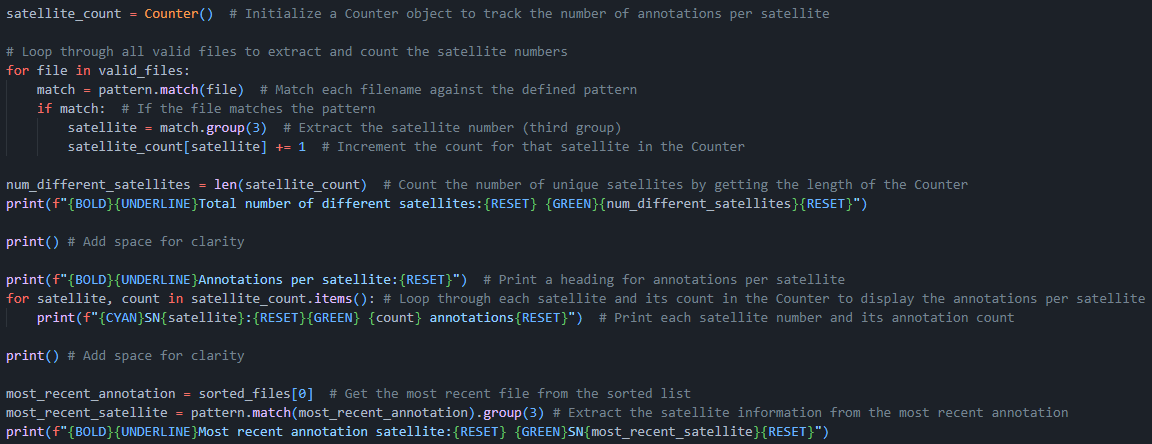 satellite_count = Counter()  # Initialize a Counter object to track the number of annotations per satellite
# Loop through all valid files to extract and count the satellite numbers
for file in valid_files:
    match = pattern.match(file)  # Match each filename against the defined pattern
    if match:  # If the file matches the pattern
        satellite = match.group(3)  # Extract the satellite number (third group)
        satellite_count[satellite] += 1  # Increment the count for that satellite in the Counter
num_different_satellites = len(satellite_count)  # Count the number of unique satellites by getting the length of the Counter
print(f"{BOLD}{UNDERLINE}Total number of different satellites:{RESET} {GREEN}{num_different_satellites}{RESET}")
print() # Add space for clarity
print(f"{BOLD}{UNDERLINE}Annotations per satellite:{RESET}")  # Print a heading for annotations per satellite
for satellite, count in satellite_count.items(): # Loop through each satellite and its count in the Counter to display the annotations per satellite
    print(f"{CYAN}SN{satellite}:{RESET}{GREEN} {count} annotations{RESET}")  # Print each satellite number and its annotation count
print() # Add space for clarity
most_recent_annotation = sorted_files[0]  # Get the most recent file from the sorted list
most_recent_satellite = pattern.match(most_recent_annotation).group(3) # Extract the satellite information from the most recent annotation
print(f"{BOLD}{UNDERLINE}Most recent annotation satellite:{RESET} {GREEN}SN{most_recent_satellite}{RESET}")